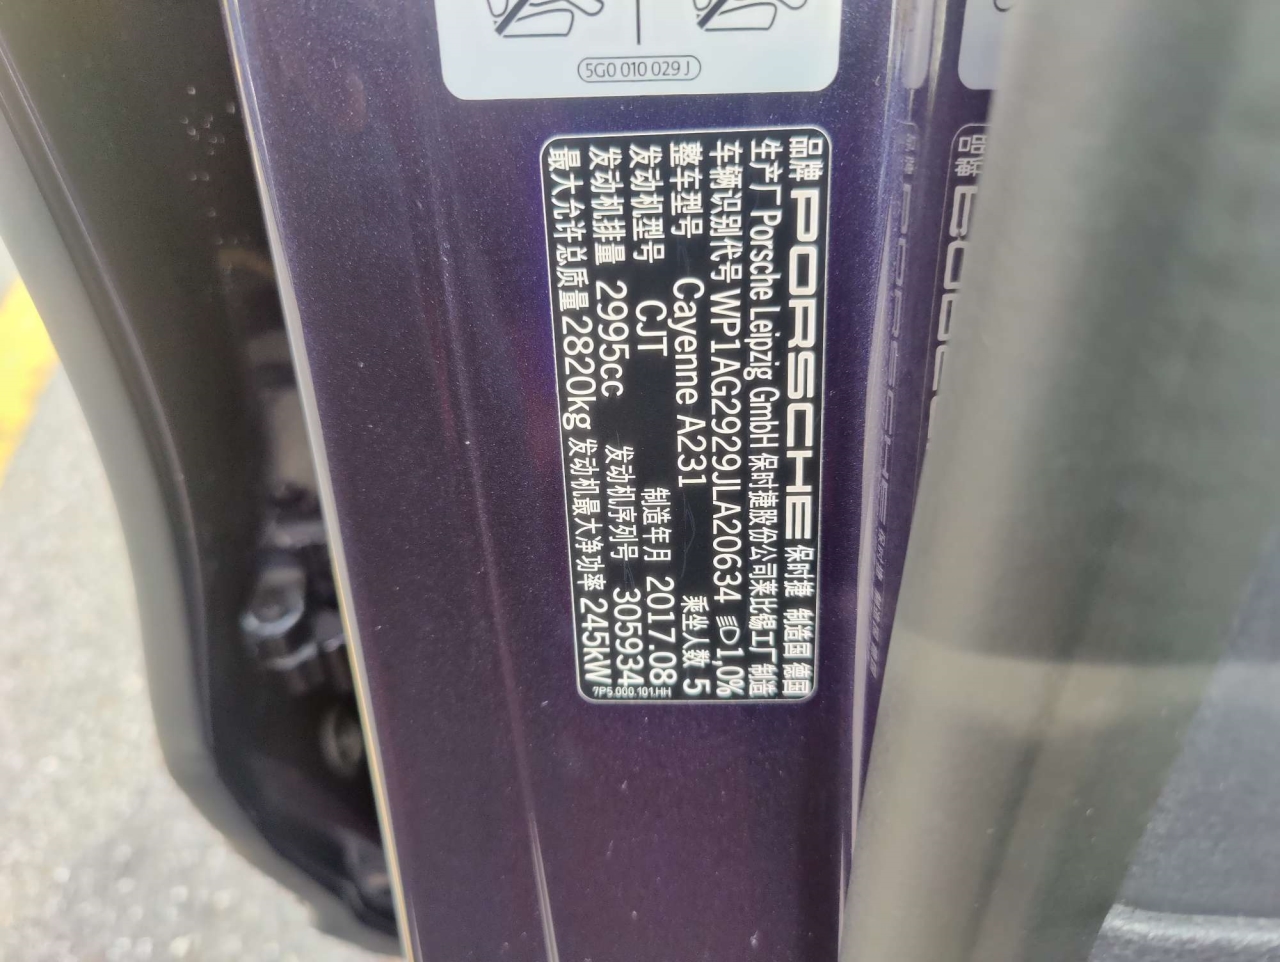 5G0 010 029 J
品牌 PORSCHE 保时捷 制造国 德国
生产厂 Porsche Leipzig GmbH 保时捷股份公司莱比锡工厂 制造
车辆识别代号 WP1AG2929JLA20634 1,0%
整车型号 Cayenne A231 乘坐人数 5
发动机型号 CJT 制造年月 2017.08
发动机排量 2995cc 发动机序列号 305934
最大允许总质量 2820kg 发动机最大净功率 245kW
7P5.000.101.HH